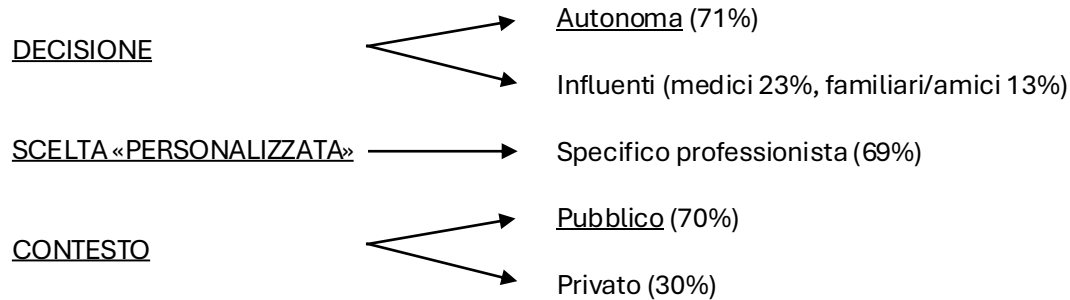 Autonoma (71%)
DECISIONE
Influenti (medici 23%, familiari/amici 13%)
SCELTA «PERSONALIZZATA»
Specifico professionista (69%)
Pubblico (70%)
CONTESTO
Privato (30%)